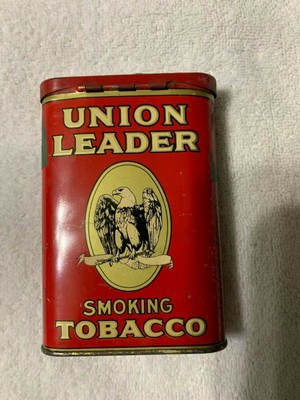 UNION
LEADER
SMOKING
TOBACCO